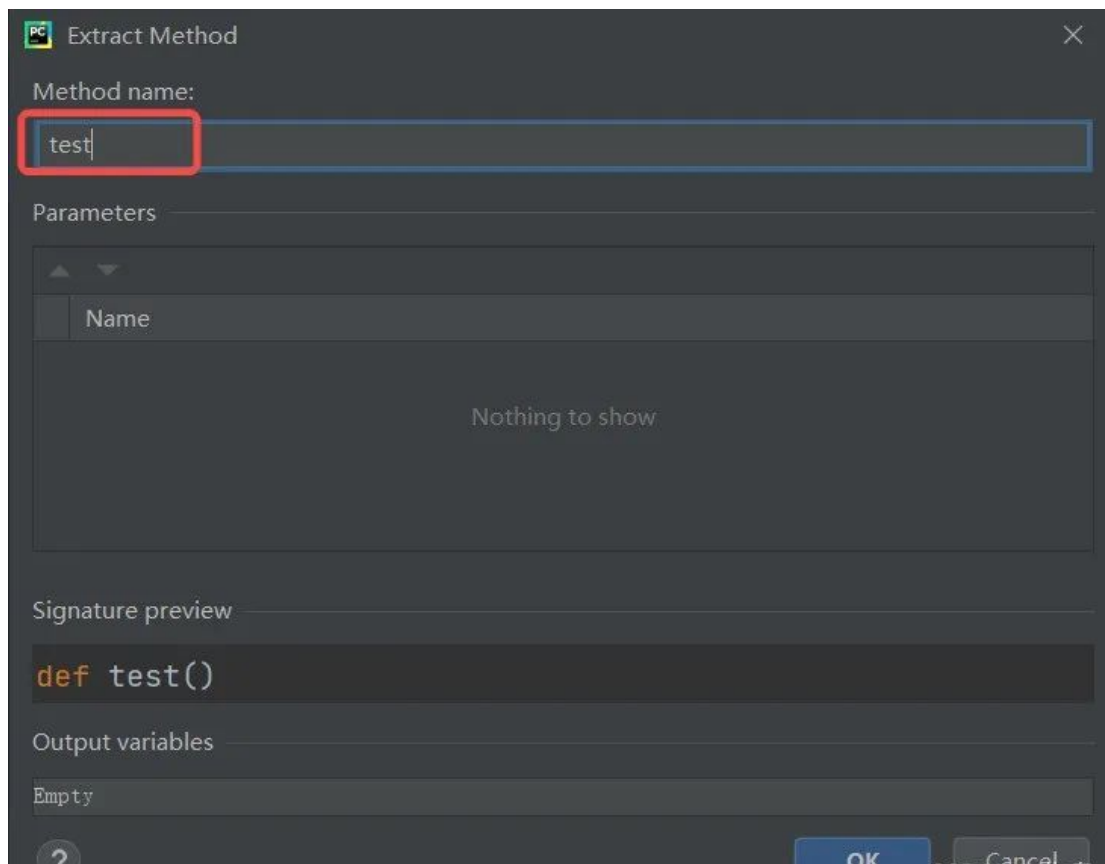 PC Extract Method
Method name:
test
Parameters
Name
Nothing to show
Signature preview
def test()
Output variables
Empty
? OK Cancel